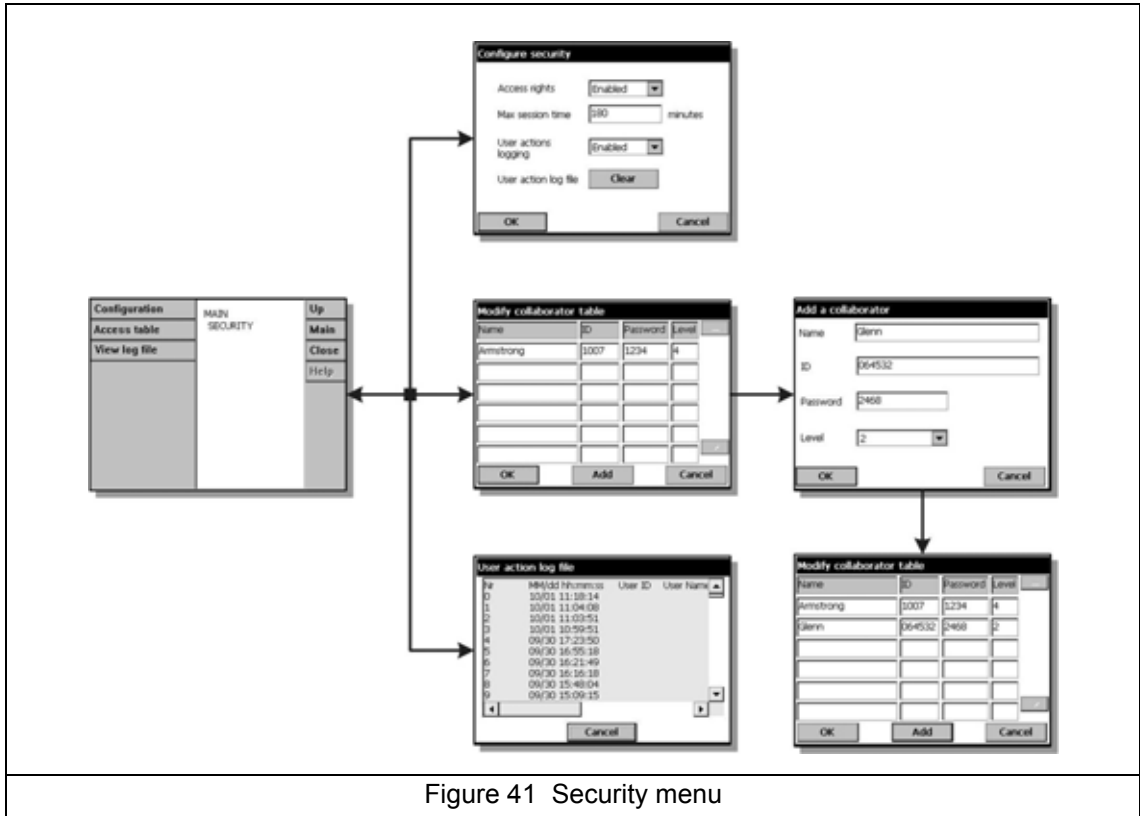 Configure security
Access rights Enabled
Max session time 180 minutes
User actions logging Enabled
User action log file Clear
OK Cancel
Configuration MAIN Up
Access table SECURITY Main
View log file Close
Help
Modify collaborator table
Name ID Password Level ...
Armstrong 1007 1234 4
OK Add Cancel
Add a collaborator
Name Glenn
ID 064532
Password 2468
Level 2
OK Cancel
User action log file
Nr MM/dd hh:mm:ss User ID User Name
0 10/01 11:18:14
1 10/01 11:04:08
2 10/01 11:03:51
3 10/01 10:59:51
4 09/30 17:23:50
5 09/30 16:55:18
6 09/30 16:21:49
7 09/30 16:16:18
8 09/30 15:48:04
9 09/30 15:09:15
Cancel
Modify collaborator table
Name ID Password Level ...
Armstrong 1007 1234 4
Glenn 064532 2468 2
OK Add Cancel
Figure 41 Security menu